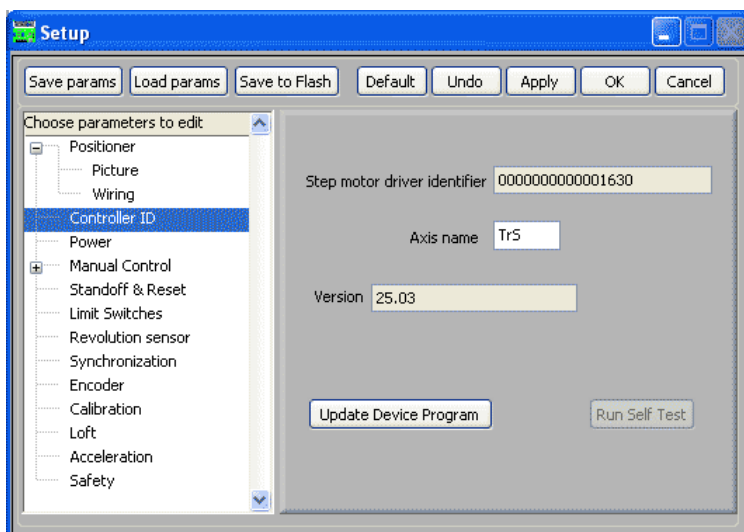 Setup
Save params Load params Save to Flash Default Undo Apply OK Cancel
Choose parameters to edit
Positioner
Picture
Wiring
Controller ID
Power
Manual Control
Standoff & Reset
Limit Switches
Revolution sensor
Synchronization
Encoder
Calibration
Loft
Acceleration
Safety
Step motor driver identifier 0000000000001630
Axis name TrS
Version 25.03
Update Device Program Run Self Test